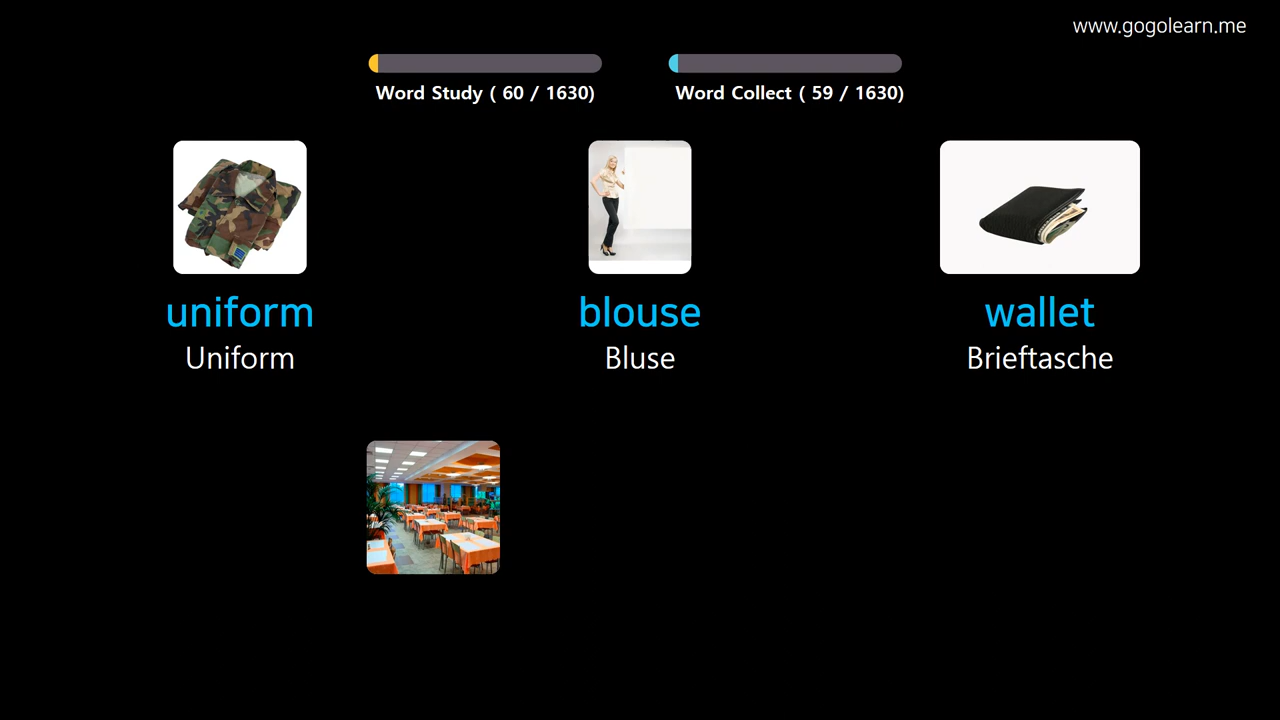 www.gogolearn.me
Word Study ( 60 / 1630)
Word Collect ( 59 / 1630)
uniform
Uniform
blouse
Bluse
wallet
Brieftasche